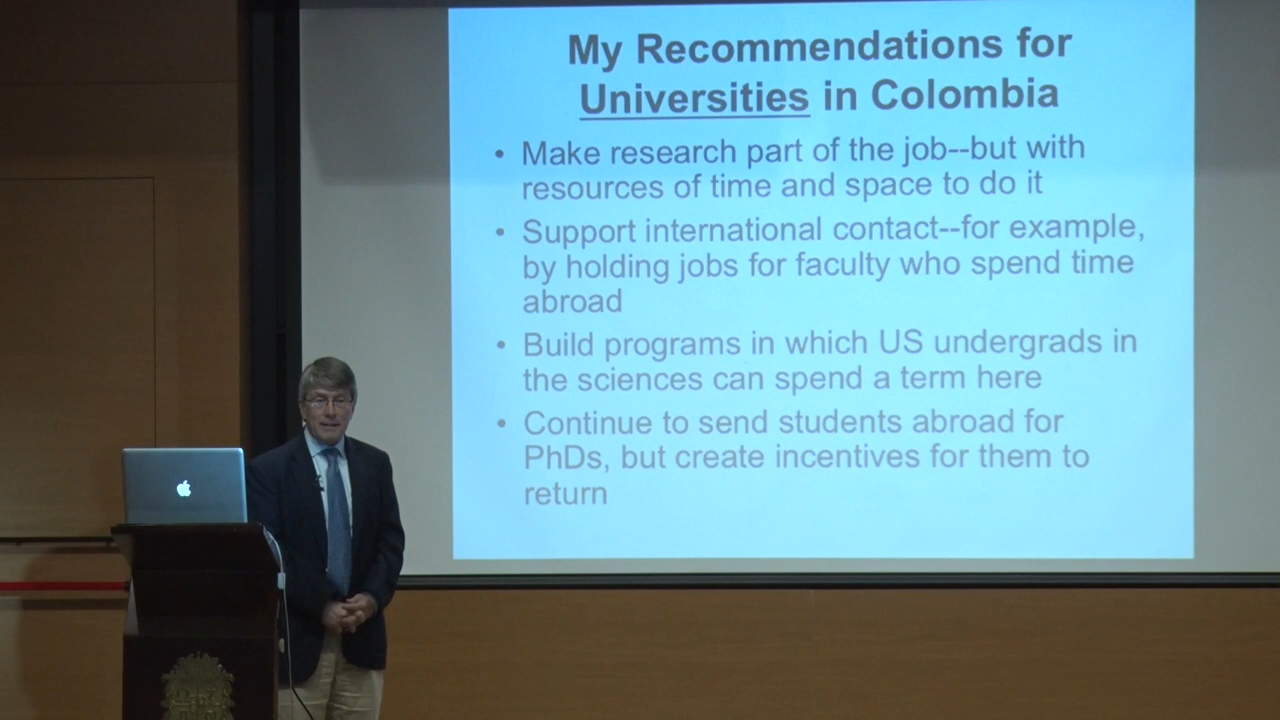 My Recommendations for
Universities in Colombia
• Make research part of the job--but with
resources of time and space to do it
• Support international contact--for example,
by holding jobs for faculty who spend time
abroad
• Build programs in which US undergrads in
the sciences can spend a term here
• Continue to send students abroad for
PhDs, but create incentives for them to
return